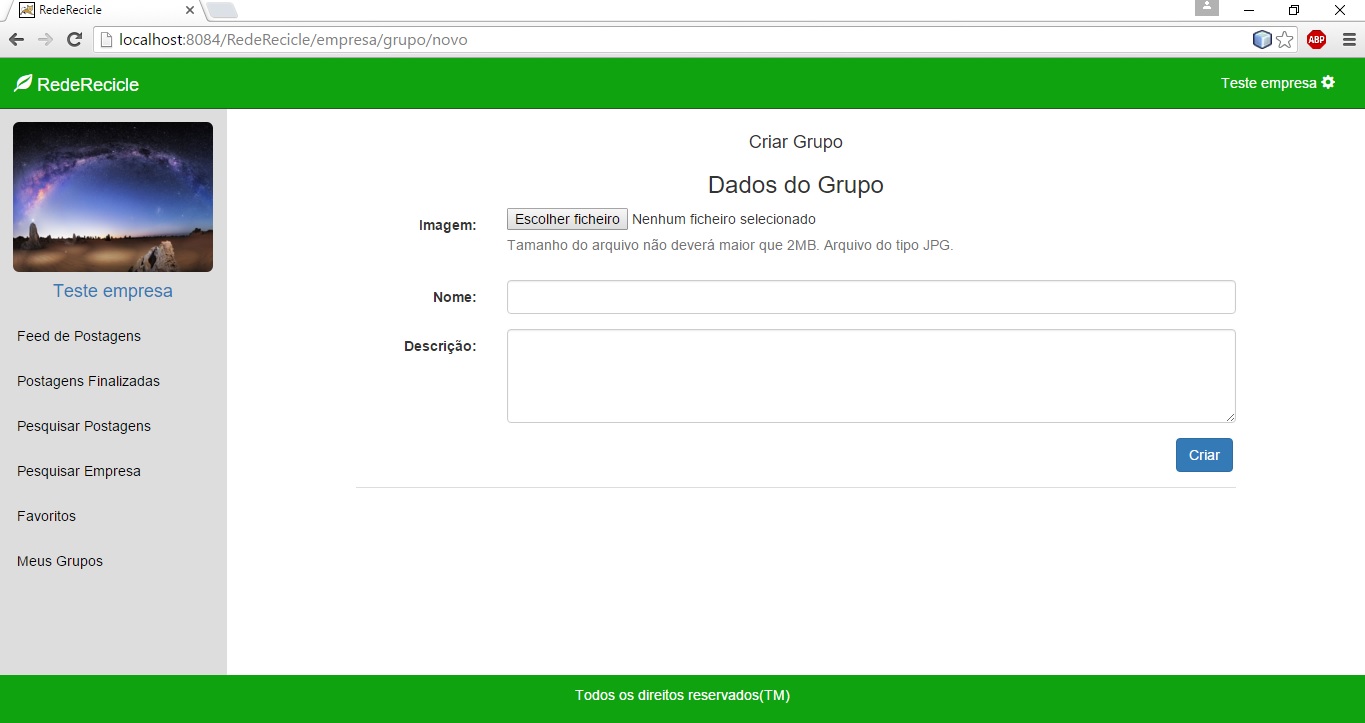 RedeRecicle
localhost:8084/RedeRecicle/empresa/grupo/novo
ABP
RedeRecicle
Teste empresa
Teste empresa
Feed de Postagens
Postagens Finalizadas
Pesquisar Postagens
Pesquisar Empresa
Favoritos
Meus Grupos
Criar Grupo
Dados do Grupo
Imagem:
Escolher ficheiro Nenhum ficheiro selecionado
Tamanho do arquivo não deverá maior que 2MB. Arquivo do tipo JPG.
Nome:
Descrição:
Criar
Todos os direitos reservados(TM)